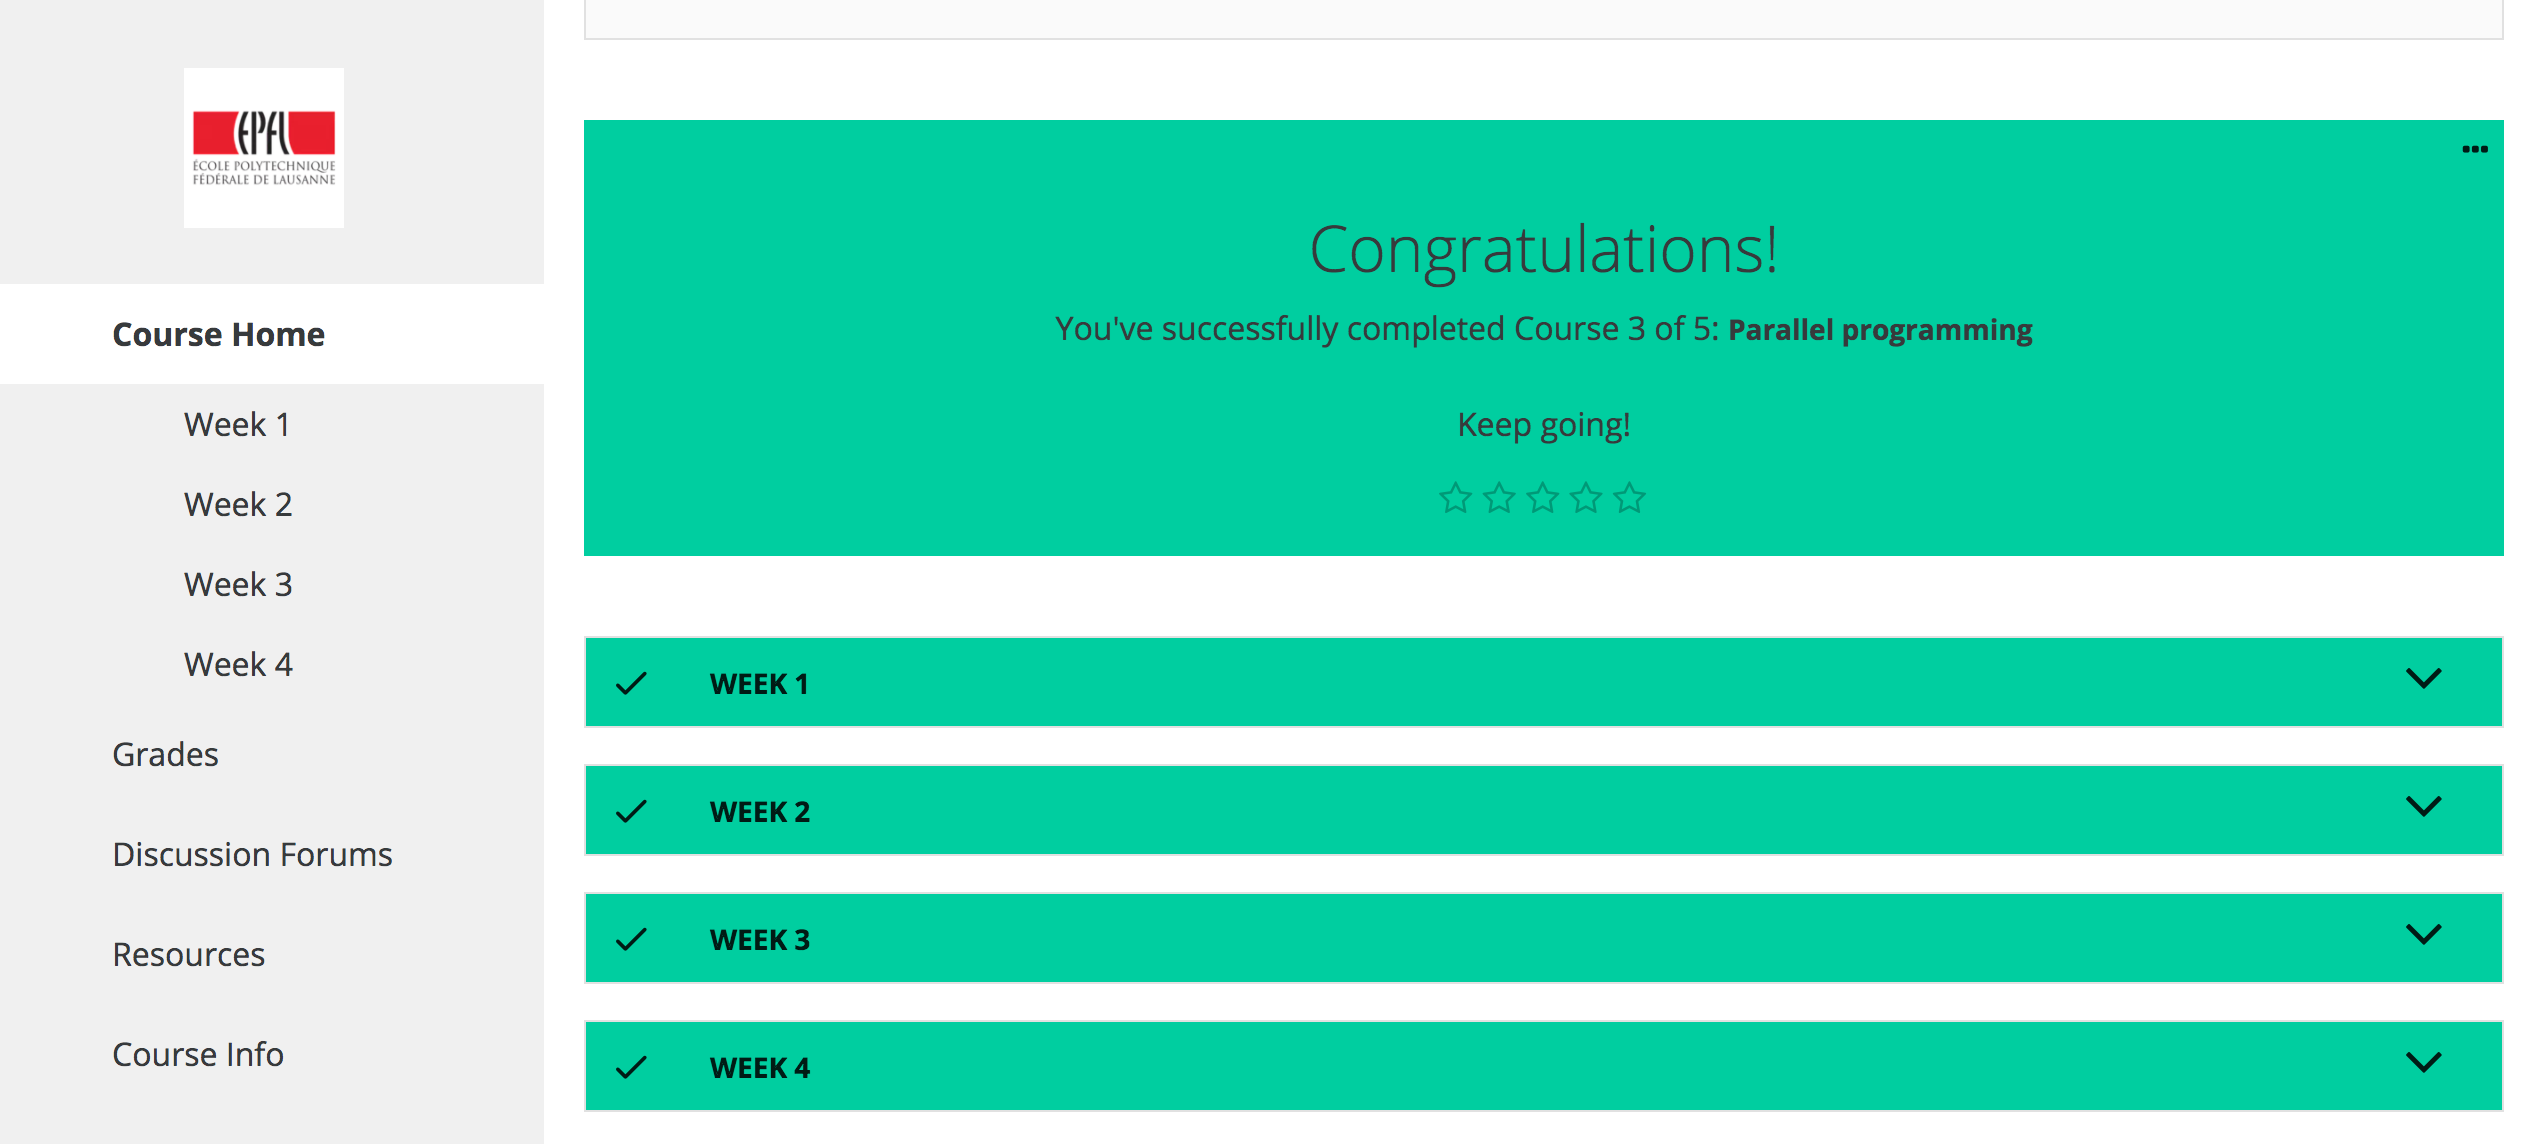 EPFL
ÉCOLE POLYTECHNIQUE
FÉDÉRALE DE LAUSANNE
Course Home
Week 1
Week 2
Week 3
Week 4
Grades
Discussion Forums
Resources
Course Info
Congratulations!
You've successfully completed Course 3 of 5: Parallel programming
Keep going!
WEEK 1
WEEK 2
WEEK 3
WEEK 4